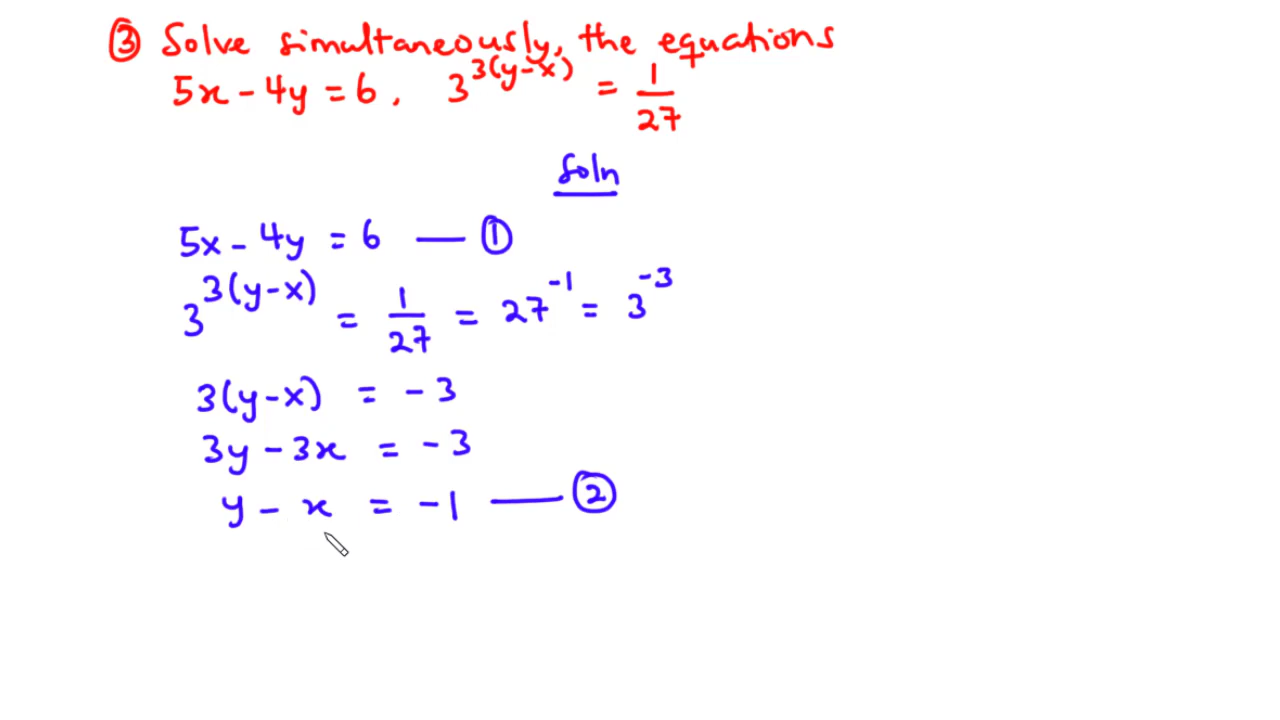 ③ Solve simultaneously, the equations
5x - 4y = 6, 3^{3(y-x)} = 1/27
Soln
5x - 4y = 6 — ①
3^{3(y-x)} = 1/27 = 27^{-1} = 3^{-3}
3(y-x) = -3
3y - 3x = -3
y - x = -1 — ②